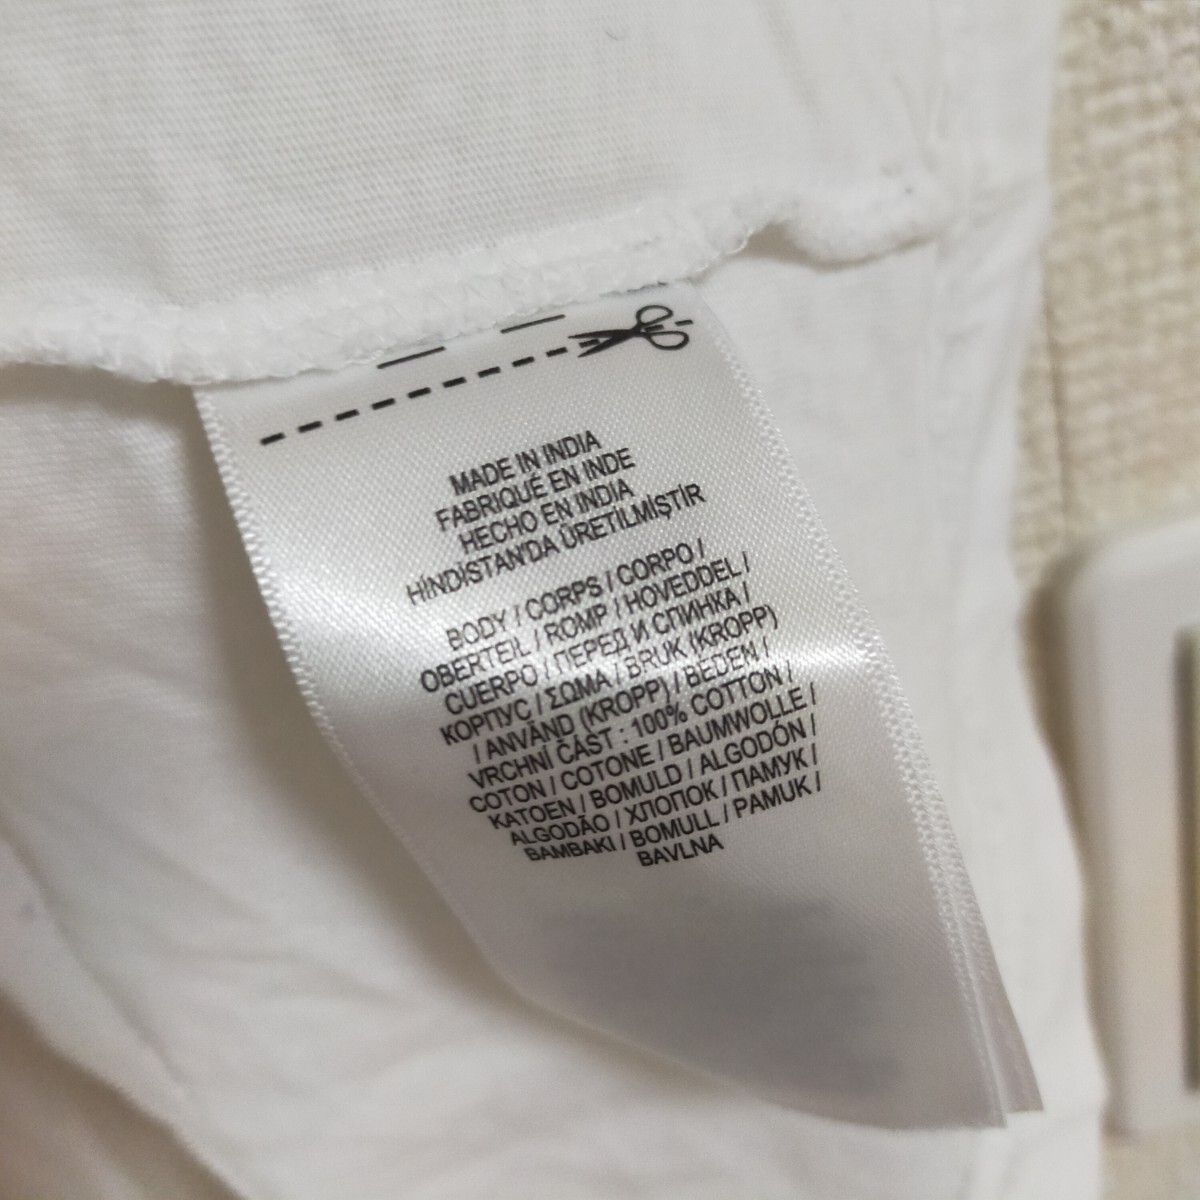 MADE IN INDIA
FABRIQUÉ EN INDE
HECHO EN INDIA
HİNDİSTAN'DA ÜRETİLMİŞTİR
BODY / CORPS / CORPO /
OBERTEIL / ROMP / HOVEDDEL /
CUERPO / ПЕРЕД И СПИНКА /
КОРПУС / ΣΩΜΑ / BRUK (KROPP)
/ ANVÄND (KROPP) / BEDEN /
VRCHNÍ ČÁST : 100% COTTON /
COTON / COTONE / BAUMWOLLE /
KATOEN / BOMULD / ALGODÓN /
ALGODÃO / ХЛОПОК / ПАМУК /
ΒΑΜΒΑΚΙ / BOMULL / PAMUK /
BAVLNA